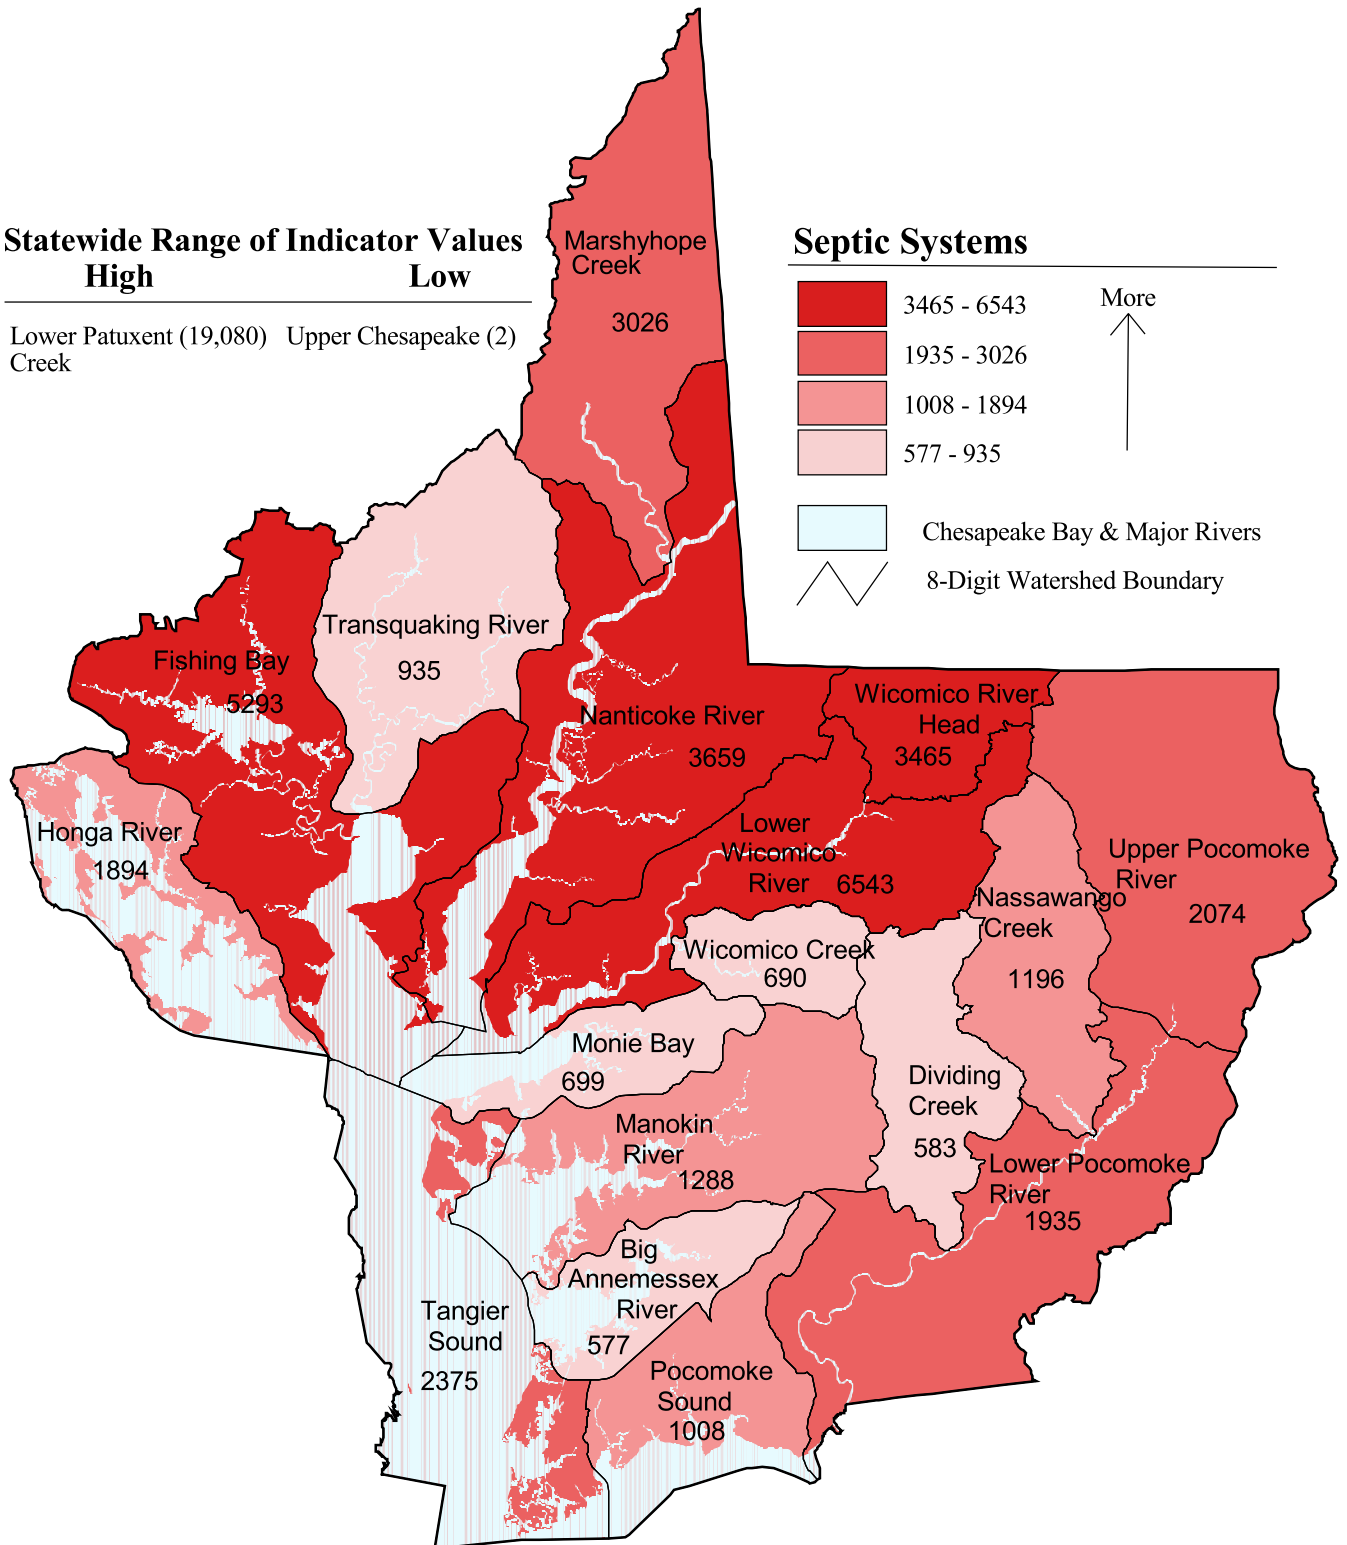 Statewide Range of Indicator Values
High Low
Lower Patuxent (19,080) Upper Chesapeake (2)
Creek
Septic Systems
3465 - 6543
1935 - 3026
1008 - 1894
577 - 935
More
Chesapeake Bay & Major Rivers
8-Digit Watershed Boundary
Marshyhope
Creek
3026
Transquaking River
935
Fishing Bay
5293
Nanticoke River
3659
Wicomico River
Head
3465
Honga River
1894
Lower
Wicomico
River 6543
Upper Pocomoke
River
2074
Nassawango
Creek
1196
Wicomico Creek
690
Monie Bay
699
Dividing
Creek
583
Manokin
River
1288
Lower Pocomoke
River
1935
Big
Annemessex
River
577
Tangier
Sound
2375
Pocomoke
Sound
1008